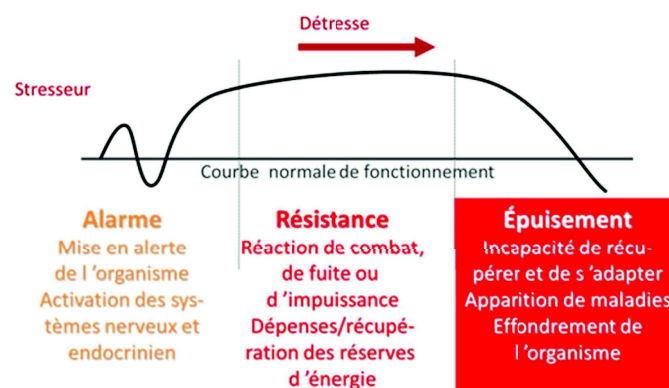 Détresse
Stresseur
Courbe normale de fonctionnement
Alarme
Mise en alerte
de l 'organisme
Activation des sys-
tèmes nerveux et
endocrinien
Résistance
Réaction de combat,
de fuite ou
d 'impuissance
Dépenses/récupé-
ration des réserves
d 'énergie
Épuisement
Incapacité de récu-
pérer et de s 'adapter
Apparition de maladies
Effondrement de
l 'organisme